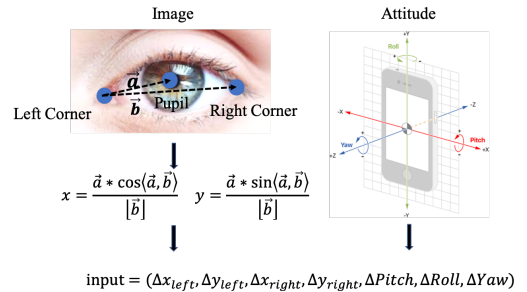 Image
Attitude
a⃗
Pupil
b⃗
Left Corner
Right Corner
+Y
Roll
+
-
-X
-Z
+
Pitch
-
+X
+
Yaw
-
+Z
-Y
x = a⃗ * cos⟨a⃗, b⃗⟩ / ⌊b⃗⌋
y = a⃗ * sin⟨a⃗, b⃗⟩ / ⌊b⃗⌋
input = (Δx_left, Δy_left, Δx_right, Δy_right, ΔPitch, ΔRoll, ΔYaw)